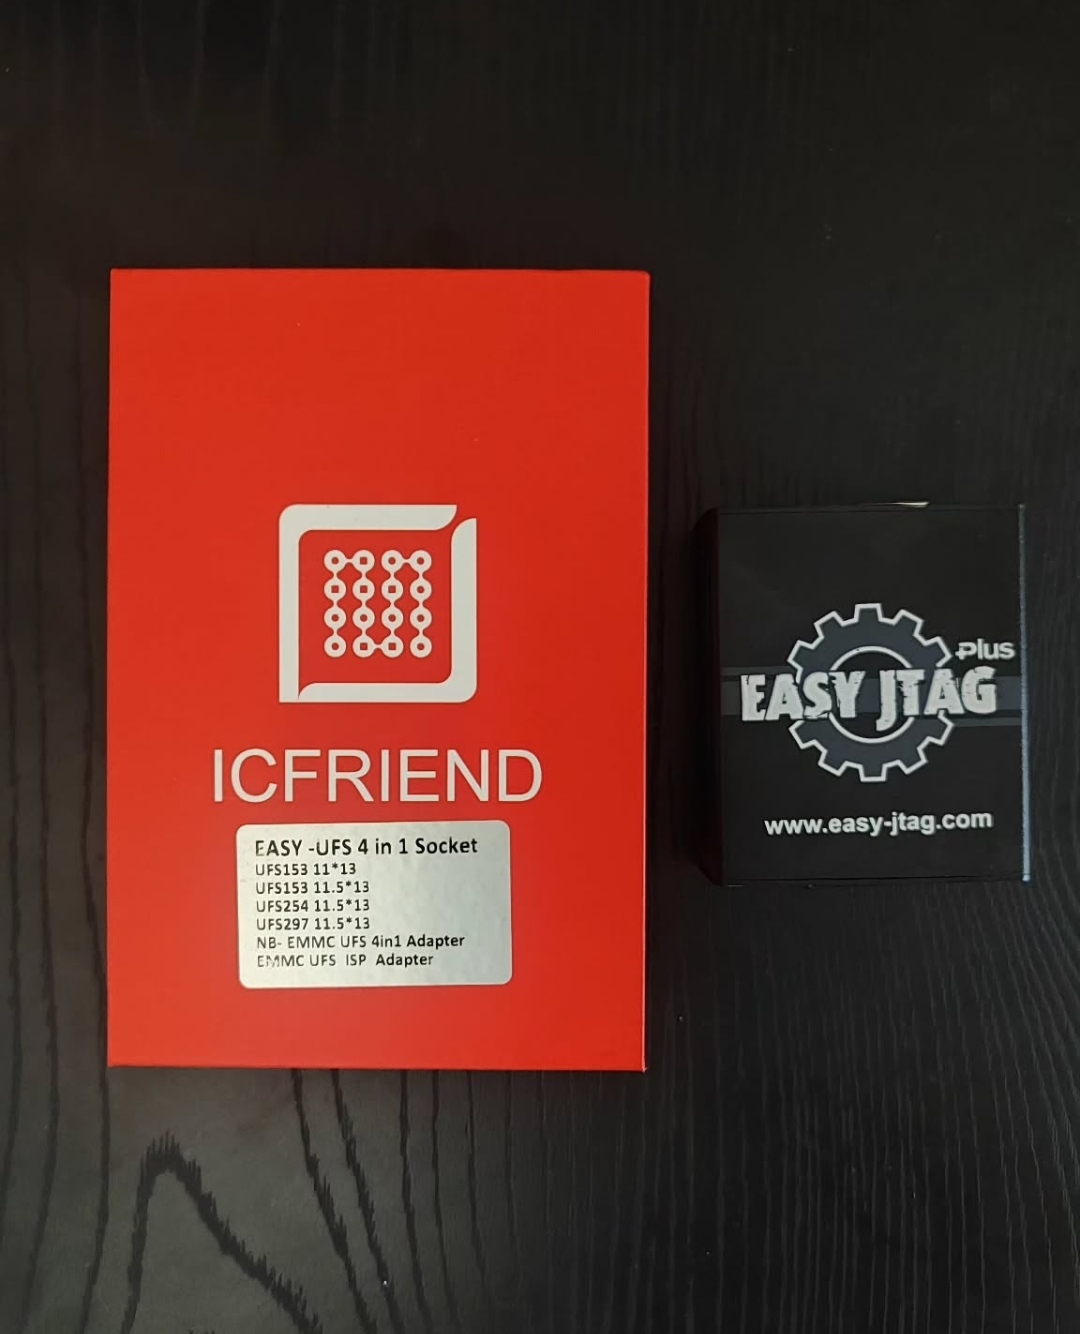 ICFRIEND
EASY -UFS 4 in 1 Socket
UFS153 11*13
UFS153 11.5*13
UFS254 11.5*13
UFS297 11.5*13
NB- EMMC UFS 4in1 Adapter
EMMC UFS ISP Adapter
Plus
EASY JTAG
www.easy-jtag.com